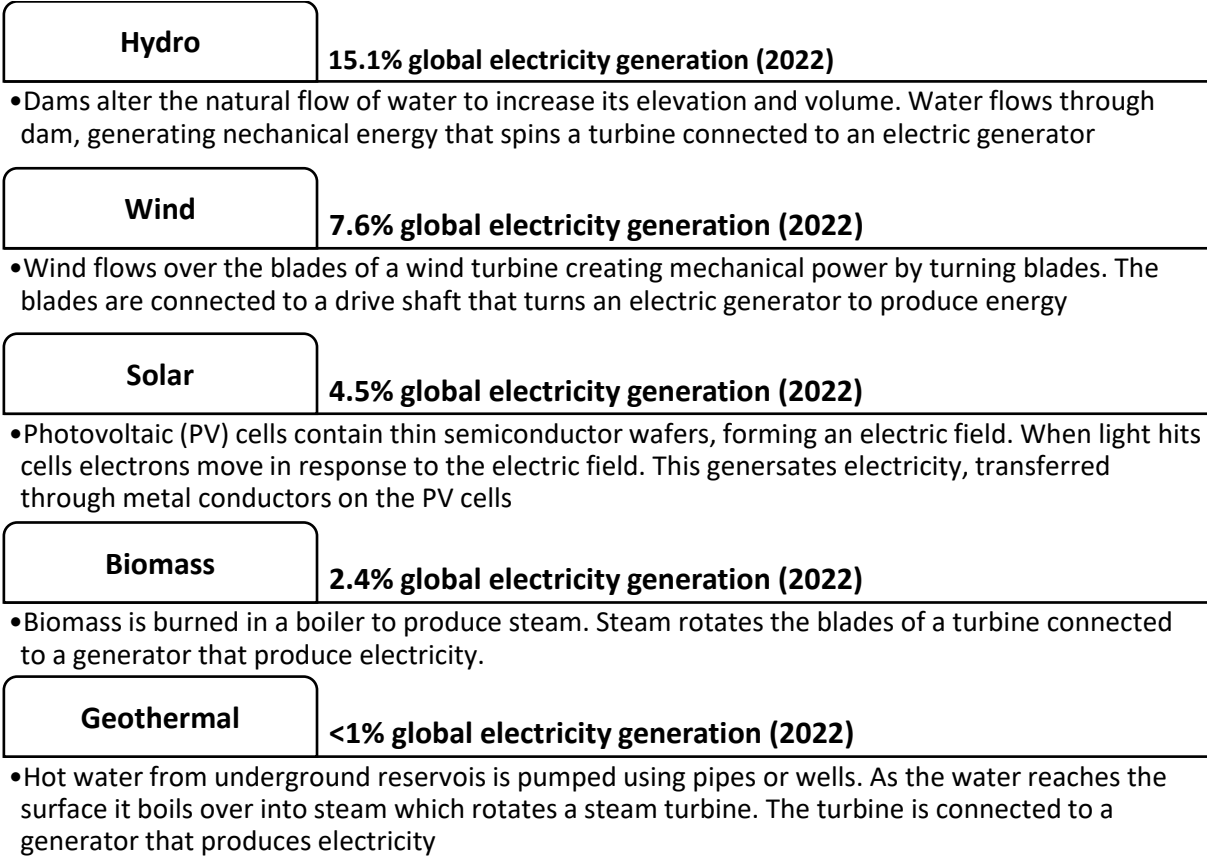 Hydro
15.1% global electricity generation (2022)
•Dams alter the natural flow of water to increase its elevation and volume. Water flows through
dam, generating nechanical energy that spins a turbine connected to an electric generator
Wind
7.6% global electricity generation (2022)
•Wind flows over the blades of a wind turbine creating mechanical power by turning blades. The
blades are connected to a drive shaft that turns an electric generator to produce energy
Solar
4.5% global electricity generation (2022)
•Photovoltaic (PV) cells contain thin semiconductor wafers, forming an electric field. When light hits
cells electrons move in response to the electric field. This genersates electricity, transferred
through metal conductors on the PV cells
Biomass
2.4% global electricity generation (2022)
•Biomass is burned in a boiler to produce steam. Steam rotates the blades of a turbine connected
to a generator that produce electricity.
Geothermal
<1% global electricity generation (2022)
•Hot water from underground reservois is pumped using pipes or wells. As the water reaches the
surface it boils over into steam which rotates a steam turbine. The turbine is connected to a
generator that produces electricity